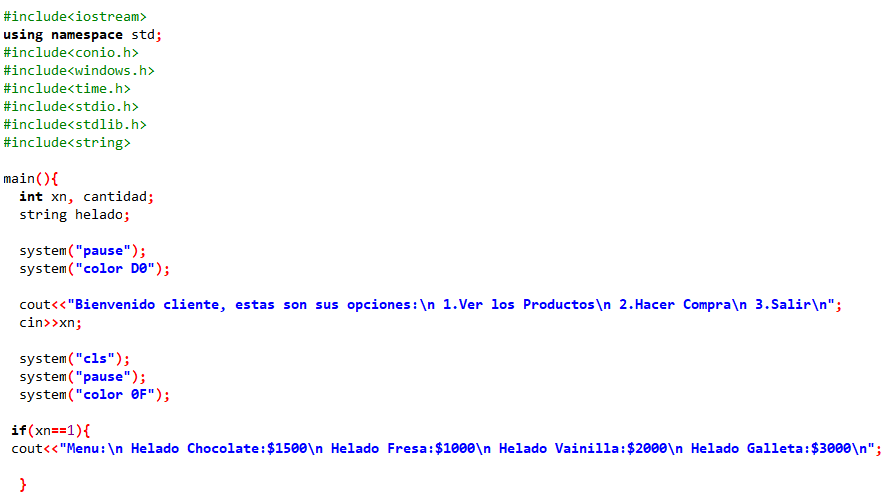 #include<iostream>
using namespace std;
#include<conio.h>
#include<windows.h>
#include<time.h>
#include<stdio.h>
#include<stdlib.h>
#include<string>
main(){
int xn, cantidad;
string helado;
system("pause");
system("color D0");
cout<<"Bienvenido cliente, estas son sus opciones:\n 1.Ver los Productos\n 2.Hacer Compra\n 3.Salir\n";
cin>>xn;
system("cls");
system("pause");
system("color 0F");
if(xn==1){
cout<<"Menu:\n Helado Chocolate:$1500\n Helado Fresa:$1000\n Helado Vainilla:$2000\n Helado Galleta:$3000\n";
}